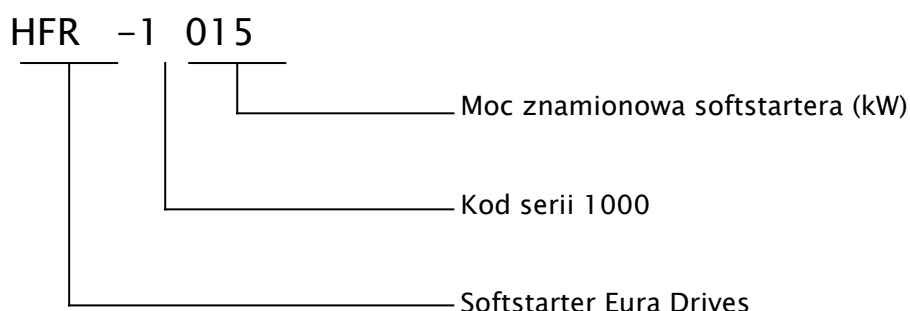 HFR -1 015
Moc znamionowa softstartera (kW)
Kod serii 1000
Softstarter Eura Drives